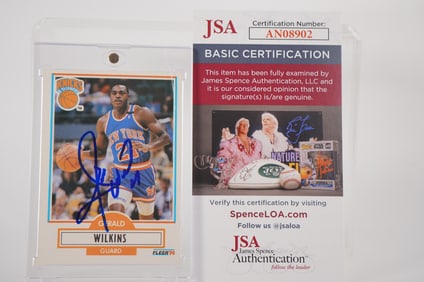 KNICKS
NEW YORK
2
GERALD
WILKINS
GUARD
FLEER '90
JSA
Certification Number:
AN08902
BASIC CERTIFICATION
This item has been fully examined by
James Spence Authentication, LLC and
it is our considered opinion that the
signature(s) is/are genuine.
NATURE
Verify this certification by visiting
SpenceLOA.com
Follow us @jsaloa
JSA
James Spence
Authentication
follow the leader